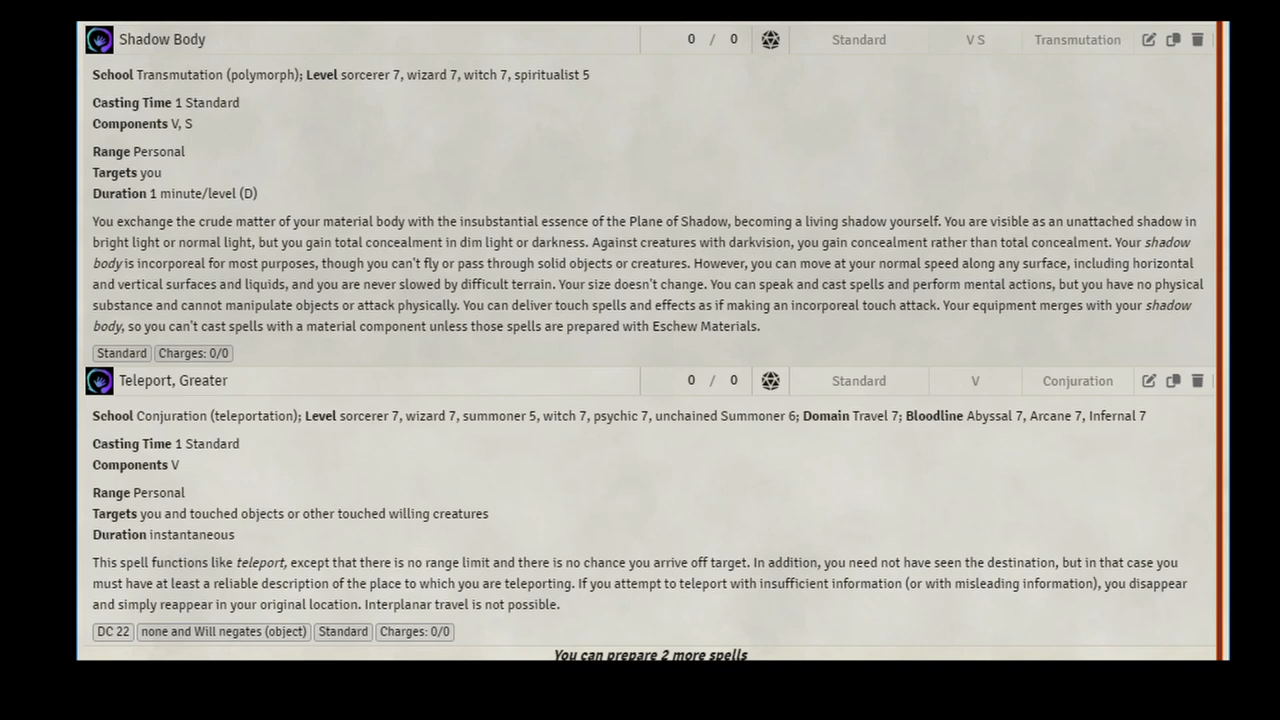 Shadow Body 0 / 0 Standard V S Transmutation
School Transmutation (polymorph); Level sorcerer 7, wizard 7, witch 7, spiritualist 5
Casting Time 1 Standard
Components V, S
Range Personal
Targets you
Duration 1 minute/level (D)
You exchange the crude matter of your material body with the insubstantial essence of the Plane of Shadow, becoming a living shadow yourself. You are visible as an unattached shadow in
bright light or normal light, but you gain total concealment in dim light or darkness. Against creatures with darkvision, you gain concealment rather than total concealment. Your shadow
body is incorporeal for most purposes, though you can't fly or pass through solid objects or creatures. However, you can move at your normal speed along any surface, including horizontal
and vertical surfaces and liquids, and you are never slowed by difficult terrain. Your size doesn't change. You can speak and cast spells and perform mental actions, but you have no physical
substance and cannot manipulate objects or attack physically. You can deliver touch spells and effects as if making an incorporeal touch attack. Your equipment merges with your shadow
body, so you can't cast spells with a material component unless those spells are prepared with Eschew Materials.
Standard Charges: 0/0
Teleport, Greater 0 / 0 Standard V Conjuration
School Conjuration (teleportation); Level sorcerer 7, wizard 7, summoner 5, witch 7, psychic 7, unchained Summoner 6; Domain Travel 7; Bloodline Abyssal 7, Arcane 7, Infernal 7
Casting Time 1 Standard
Components V
Range Personal
Targets you and touched objects or other touched willing creatures
Duration instantaneous
This spell functions like teleport, except that there is no range limit and there is no chance you arrive off target. In addition, you need not have seen the destination, but in that case you
must have at least a reliable description of the place to which you are teleporting. If you attempt to teleport with insufficient information (or with misleading information), you disappear
and simply reappear in your original location. Interplanar travel is not possible.
DC 22 none and Will negates (object) Standard Charges: 0/0
You can prepare 2 more spells